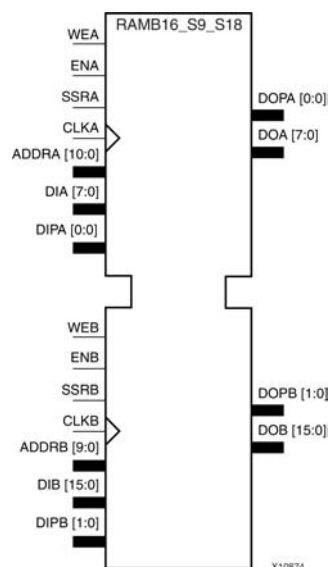 RAMB16_S9_S18
WEA
ENA
SSRA
CLKA
ADDRA [10:0]
DIA [7:0]
DIPA [0:0]
DOPA [0:0]
DOA [7:0]
WEB
ENB
SSRB
CLKB
ADDRB [9:0]
DIB [15:0]
DIPB [1:0]
DOPB [1:0]
DOB [15:0]
X10874